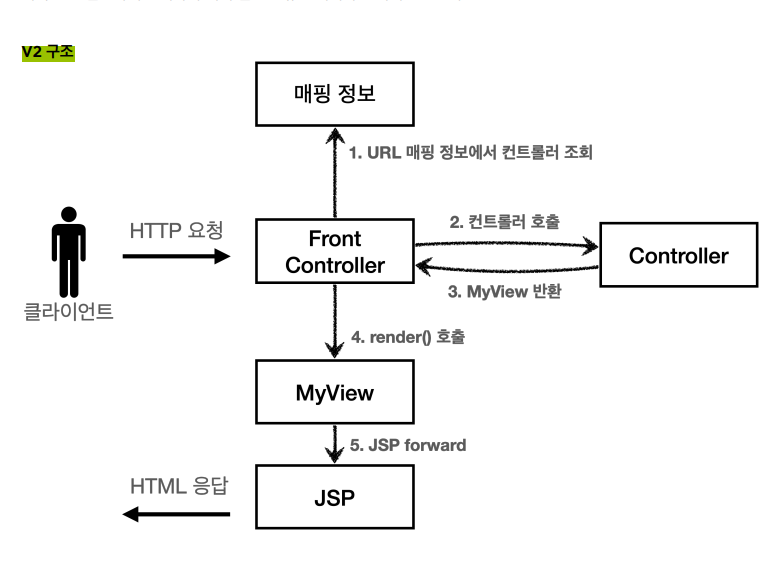 V2 구조
매핑 정보
1. URL 매핑 정보에서 컨트롤러 조회
HTTP 요청
Front
Controller
2. 컨트롤러 호출
Controller
3. MyView 반환
클라이언트
4. render() 호출
MyView
5. JSP forward
HTML 응답
JSP